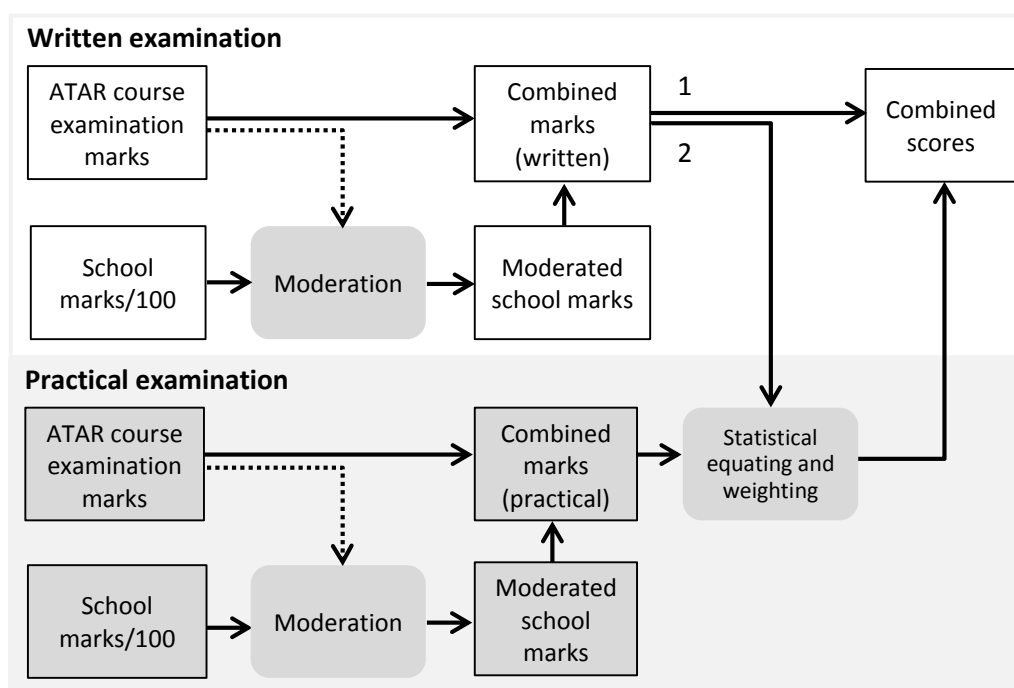 Written examination
ATAR course
examination
marks
Combined
marks
(written)
1
2
Combined
scores
School
marks/100
Moderation
Moderated
school marks
Practical examination
ATAR course
examination
marks
Combined
marks
(practical)
Statistical
equating and
weighting
School
marks/100
Moderation
Moderated
school
marks